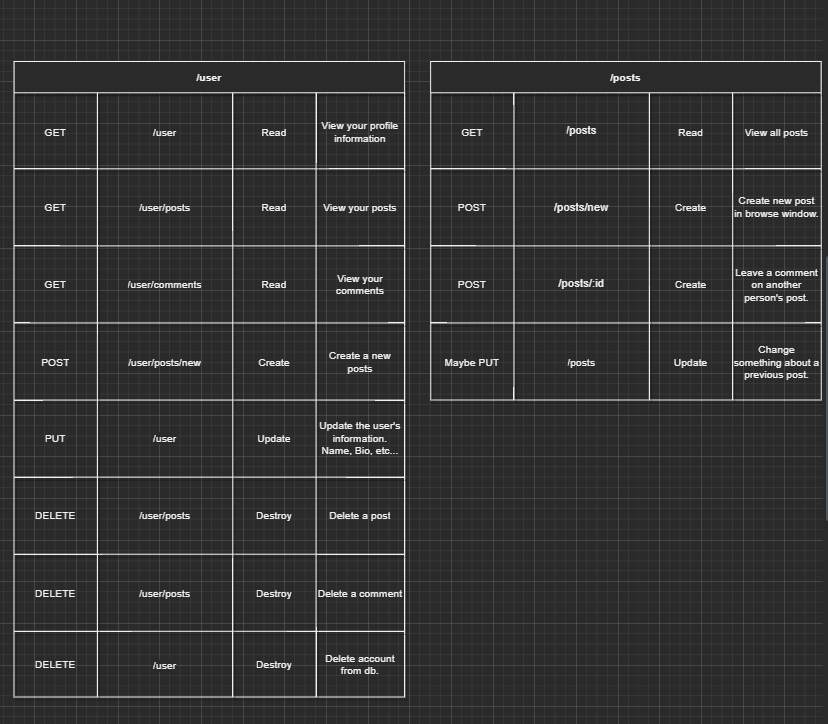 /user
GET
/user
Read
View your profile
information
GET
/user/posts
Read
View your posts
GET
/user/comments
Read
View your
comments
POST
/user/posts/new
Create
Create a new
posts
PUT
/user
Update
Update the user's
information.
Name, Bio, etc...
DELETE
/user/posts
Destroy
Delete a post
DELETE
/user/posts
Destroy
Delete a comment
DELETE
/user
Destroy
Delete account
from db.
/posts
GET
/posts
Read
View all posts
POST
/posts/new
Create
Create new post
in browse window.
POST
/posts/:id
Create
Leave a comment
on another
person's post.
Maybe PUT
/posts
Update
Change
something about a
previous post.